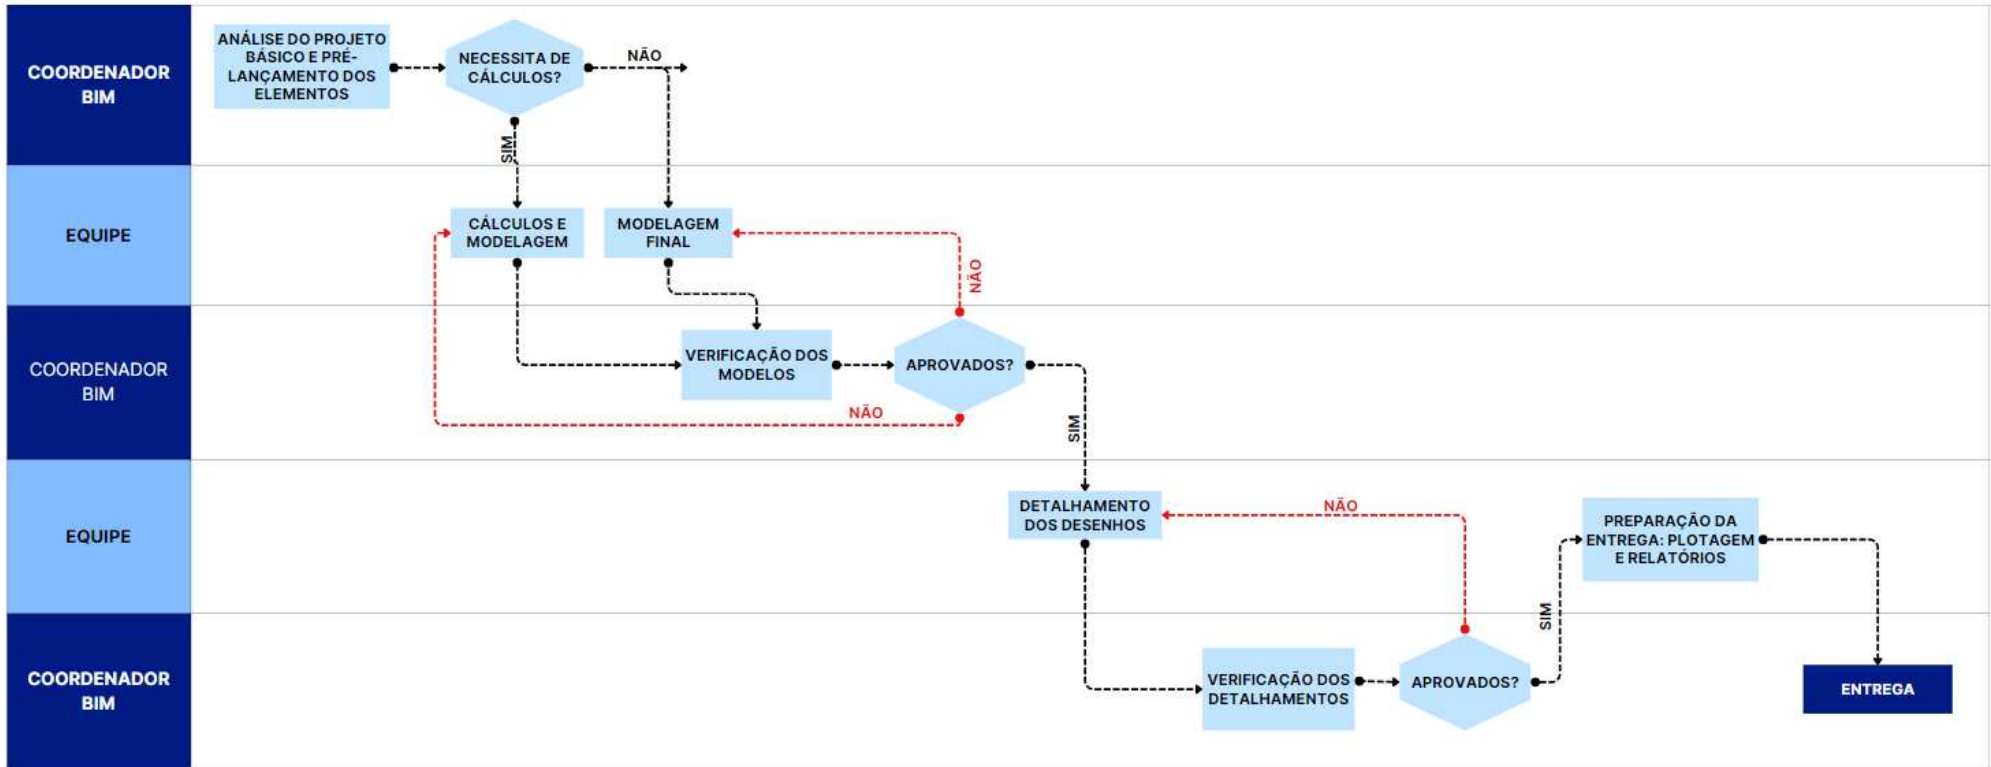 COORDENADOR
BIM
ANÁLISE DO PROJETO
BÁSICO E PRÉ-
LANÇAMENTO DOS
ELEMENTOS
NECESSITA DE
CÁLCULOS?
NÃO
SIM
EQUIPE
CÁLCULOS E
MODELAGEM
MODELAGEM
FINAL
NÃO
COORDENADOR
BIM
VERIFICAÇÃO DOS
MODELOS
APROVADOS?
NÃO
SIM
EQUIPE
DETALHAMENTO
DOS DESENHOS
NÃO
PREPARAÇÃO DA
ENTREGA: PLOTAGEM
E RELATÓRIOS
SIM
COORDENADOR
BIM
VERIFICAÇÃO DOS
DETALHAMENTOS
APROVADOS?
ENTREGA